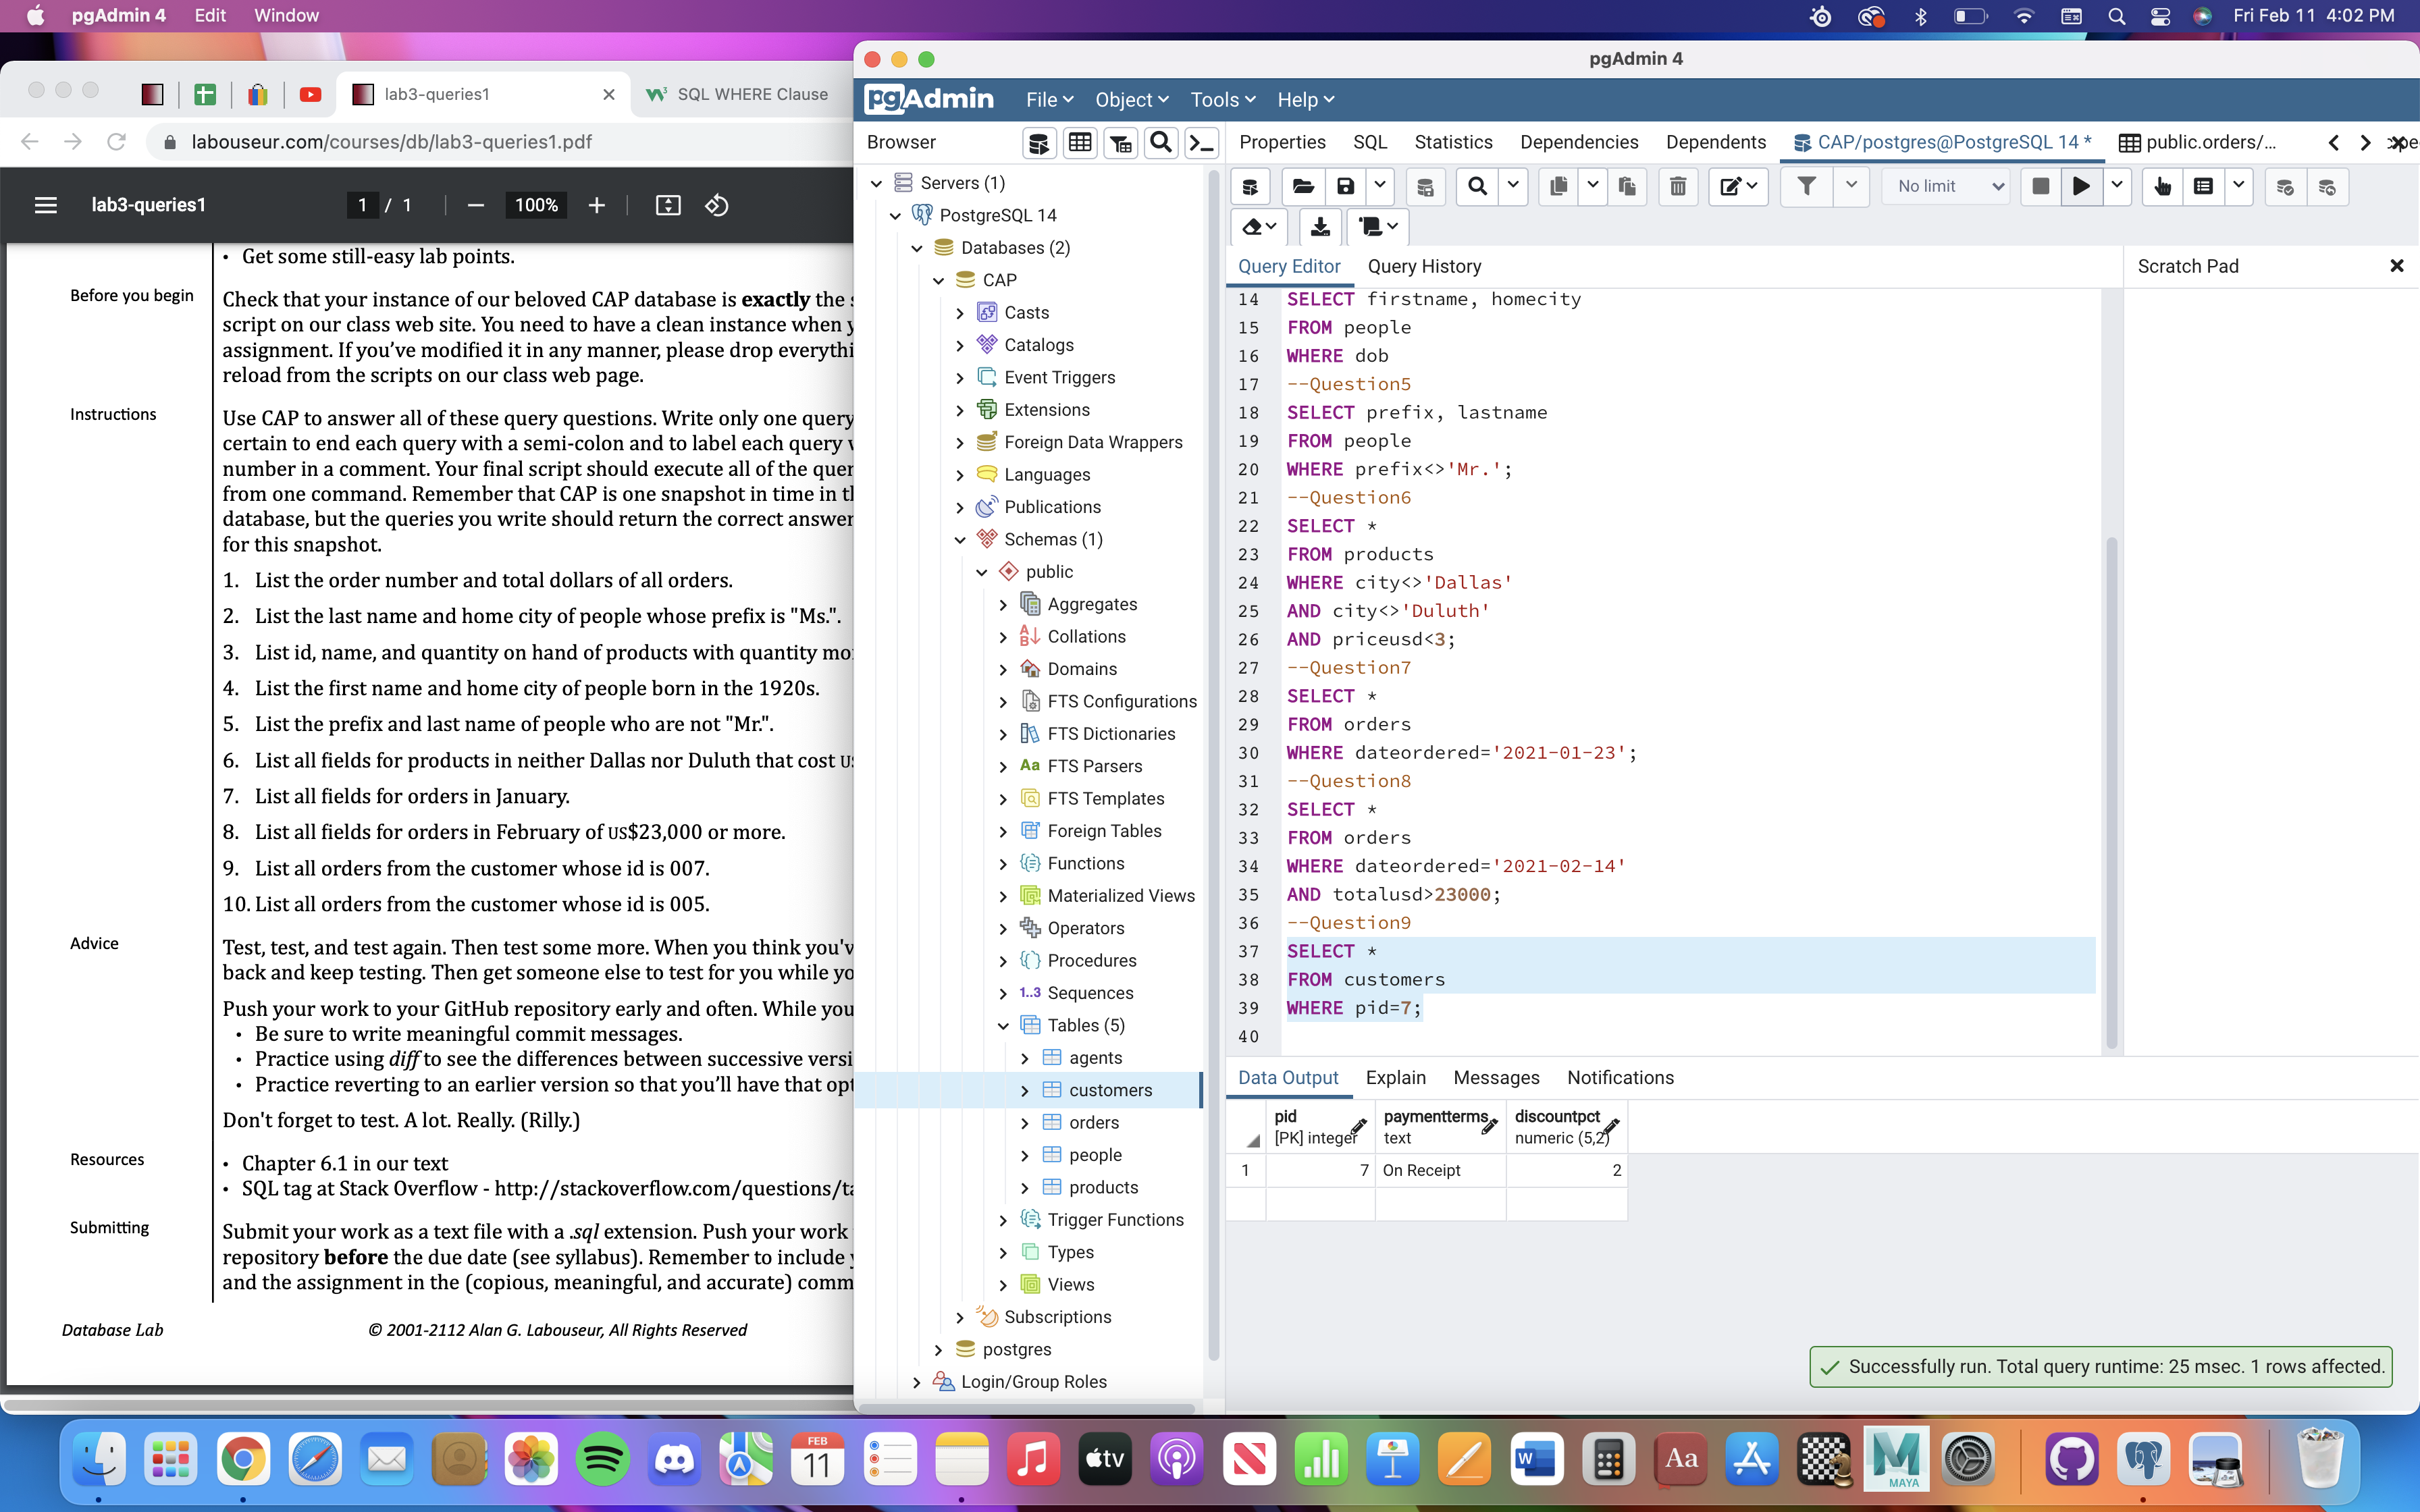 pgAdmin 4 Edit Window
Fri Feb 11 4:02 PM
lab3-queries1
SQL WHERE Clause
labouseur.com/courses/db/lab3-queries1.pdf
lab3-queries1
1 / 1
100%
• Get some still-easy lab points.
Before you begin
Check that your instance of our beloved CAP database is exactly the
script on our class web site. You need to have a clean instance when
assignment. If you’ve modified it in any manner, please drop
reload from the scripts on our class web page.
Instructions
Use CAP to answer all of these query questions. Write only one query
certain to end each query with a semi-colon and to label each query
number in a comment. Your final script should execute all of the
from one command. Remember that CAP is one snapshot in time in
database, but the queries you write should return the correct
for this snapshot.
1. List the order number and total dollars of all orders.
2. List the last name and home city of people whose prefix is "Ms.".
3. List id, name, and quantity on hand of products with quantity
4. List the first name and home city of people born in the 1920s.
5. List the prefix and last name of people who are not "Mr.".
6. List all fields for products in neither Dallas nor Duluth that cost
7. List all fields for orders in January.
8. List all fields for orders in February of US$23,000 or more.
9. List all orders from the customer whose id is 007.
10. List all orders from the customer whose id is 005.
Advice
Test, test, and test again. Then test some more. When you think you'v
back and keep testing. Then get someone else to test for you while
Push your work to your GitHub repository early and often. While you
• Be sure to write meaningful commit messages.
• Practice using diff to see the differences between successive
• Practice reverting to an earlier version so that you’ll have that
Don't forget to test. A lot. Really. (Rilly.)
Resources
• Chapter 6.1 in our text
• SQL tag at Stack Overflow - http://stackoverflow.com/questions/ta
Submitting
Submit your work as a text file with a .sql extension. Push your work
repository before the due date (see syllabus). Remember to include
and the assignment in the (copious, meaningful, and accurate) comm
Database Lab
© 2001-2112 Alan G. Labouseur, All Rights Reserved
pgAdmin 4
pgAdmin File Object Tools Help
Browser
Properties SQL Statistics Dependencies Dependents CAP/postgres@PostgreSQL 14 * public.orders/...
No limit
Servers (1)
PostgreSQL 14
Databases (2)
CAP
Casts
Catalogs
Event Triggers
Extensions
Foreign Data Wrappers
Languages
Publications
Schemas (1)
public
Aggregates
Collations
Domains
FTS Configurations
FTS Dictionaries
Aa FTS Parsers
FTS Templates
Foreign Tables
Functions
Materialized Views
Operators
Procedures
1..3 Sequences
Tables (5)
agents
customers
orders
people
products
Trigger Functions
Types
Views
Subscriptions
postgres
Login/Group Roles
Query Editor Query History
Scratch Pad
14 SELECT firstname, homecity
15 FROM people
16 WHERE dob
17 --Question5
18 SELECT prefix, lastname
19 FROM people
20 WHERE prefix<>'Mr.';
21 --Question6
22 SELECT *
23 FROM products
24 WHERE city<>'Dallas'
25 AND city<>'Duluth'
26 AND priceusd<3;
27 --Question7
28 SELECT *
29 FROM orders
30 WHERE dateordered='2021-01-23';
31 --Question8
32 SELECT *
33 FROM orders
34 WHERE dateordered='2021-02-14'
35 AND totalusd>23000;
36 --Question9
37 SELECT *
38 FROM customers
39 WHERE pid=7;
40
Data Output Explain Messages Notifications
pid paymentterms discountpct
[PK] integer text numeric (5,2)
1 7 On Receipt 2
Successfully run. Total query runtime: 25 msec. 1 rows affected.
FEB
11
tv
W
Aa
M
MAYA